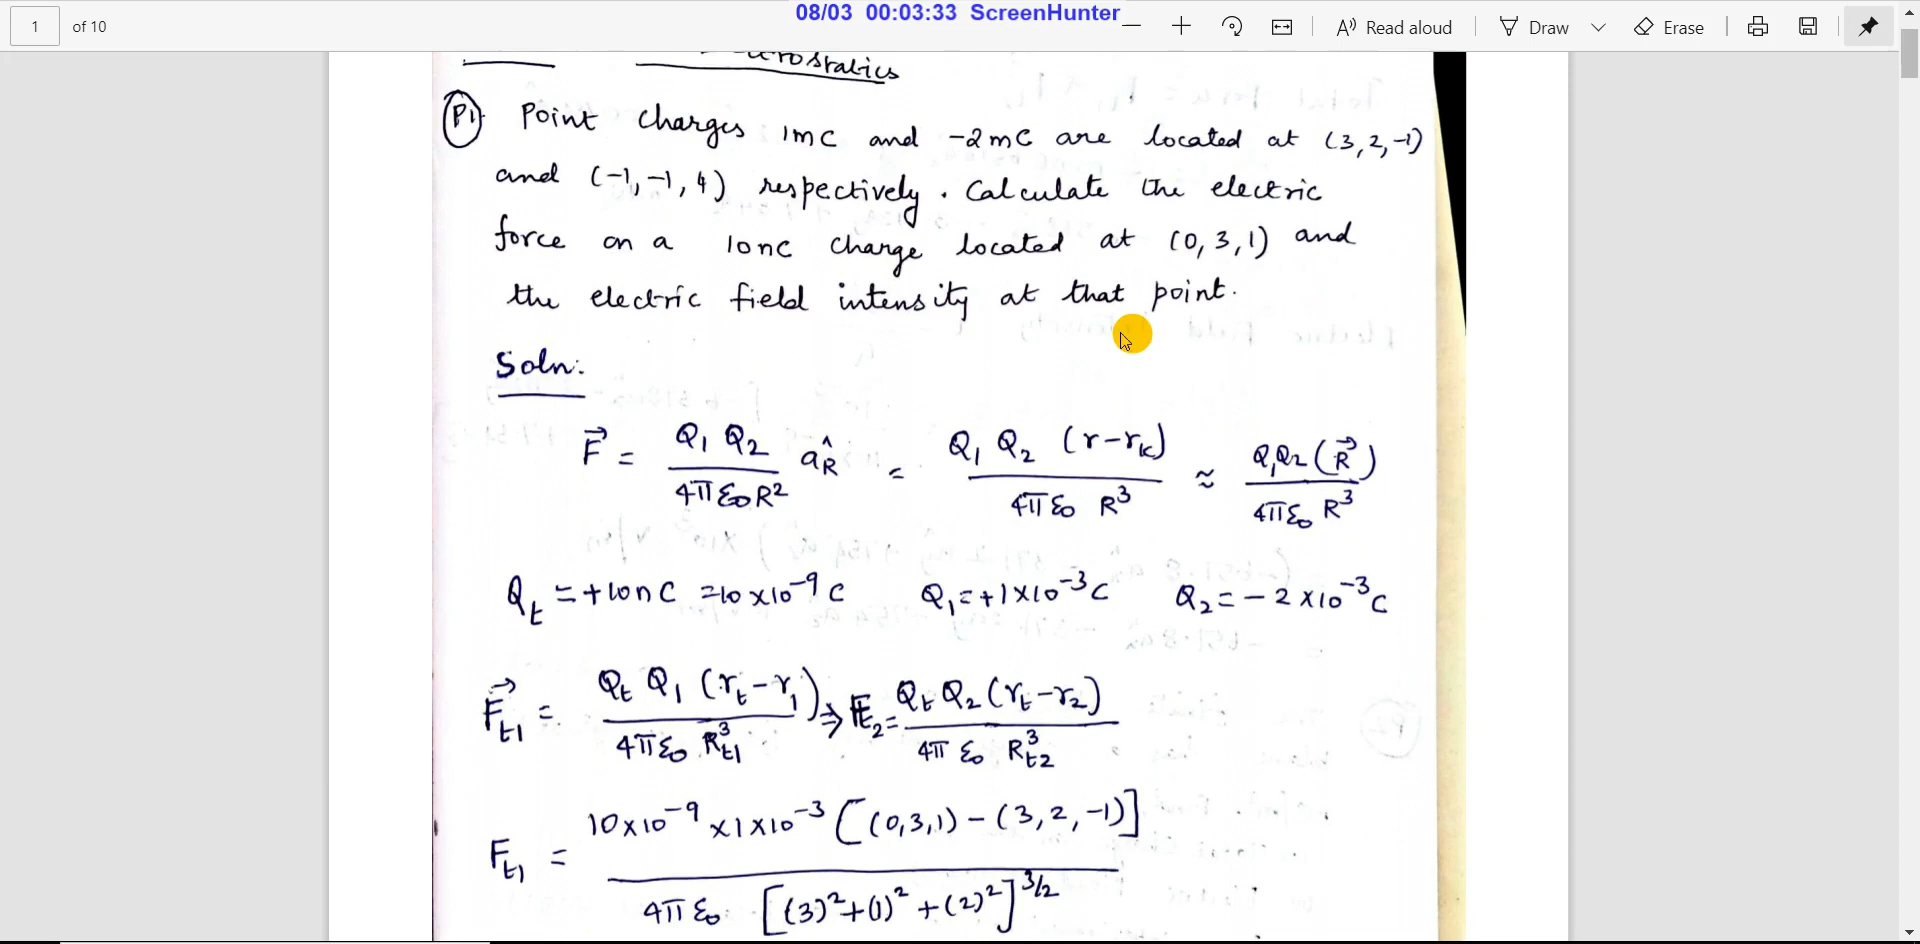 08/03 00:03:33 ScreenHunter
1 of 10 Read aloud Draw Erase
Point charges 1mC and -2mC are located at (3,2,-1)
and (-1,-1,4) respectively. Calculate the electric
force on a 10nC charge located at (0,3,1) and
the electric field intensity at that point.
P1
Soln:
F⃗ = Q₁ Q₂ / 4πε₀R² âR = Q₁ Q₂ (r-rₖ) / 4πε₀ R³ ≈ Q₁Q₂(R⃗) / 4πε₀ R³
Qt = +10nC =10×10⁻⁹C Q₁=+1×10⁻³C Q₂=-2×10⁻³C
F⃗t1 = Qt Q₁ (rt-r₁) / 4πε₀ R³t1 ⇒ Ft2= Qt Q₂(rt-r₂) / 4πε₀ R³t2
Ft1 = 10×10⁻⁹ ×1×10⁻³ [(0,3,1)-(3,2,-1)] / 4πε₀ [(3)²+(1)²+(2)²]^3/2